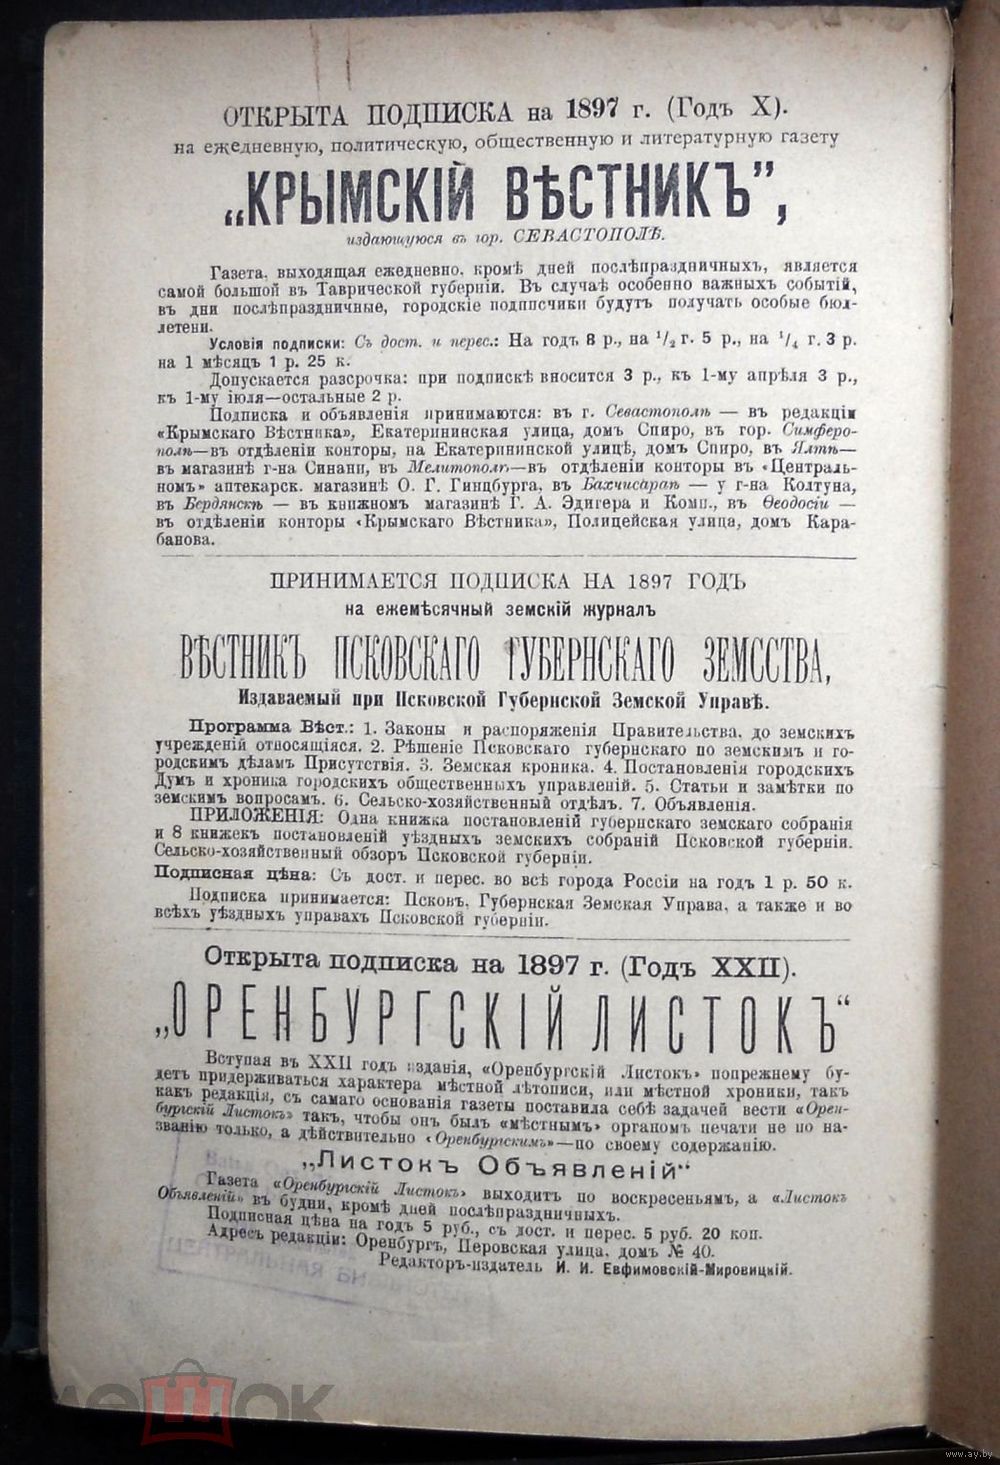 ОТКРЫТА ПОДПИСКА на 1897 г. (Годъ X).
на ежедневную, политическую, общественную и литературную газету
„КРЫМСКІЙ ВѢСТНИКЪ”,
издающуюся въ гор. СЕВАСТОПОЛѢ.
Газета, выходящая ежедневно, кромѣ дней послѣпраздничныхъ, является
самой большой въ Таврической губерніи. Въ случаѣ особенно важныхъ событій,
въ дни послѣпраздничные, городскіе подписчики будутъ получать особые бюл-
летени.
Условія подписки: Съ дост. и перес.: На годъ 8 р., на 1/2 г. 5 р., на 1/4 г. 3 р.
на 1 мѣсяцъ 1 р. 25 к.
Допускается разсрочка: при подпискѣ вносится 3 р., къ 1-му апрѣля 3 р.,
къ 1-му іюля—остальные 2 р.
Подписка и объявленія принимаются: въ г. Севастополѣ — въ редакціи
«Крымскаго Вѣстника», Екатерининская улица, домъ Спиро, въ гор. Симферо-
полѣ—въ отдѣленіи конторы, на Екатерининской улицѣ, домъ Спиро, въ Ялтѣ—
въ магазинѣ г-на Синани, въ Мелитополѣ—въ отдѣленіи конторы въ «Централь-
номъ» аптекарск. магазинѣ О. Г. Гинцбурга, въ Бахчисараѣ — у г-на Колтуна,
въ Бердянскѣ — въ книжномъ магазинѣ Г. А. Эдигера и Комп., въ Ѳеодосіи —
въ отдѣленіи конторы «Крымскаго Вѣстника», Полицейская улица, домъ Кара-
банова.
ПРИНИМАЕТСЯ ПОДПИСКА НА 1897 ГОДЪ
на ежемѣсячный земскій журналъ
ВѢСТНИКЪ ПСКОВСКАГО ГУБЕРНСКАГО ЗЕМССТВА,
Издаваемый при Псковской Губернской Земской Управѣ.
Программа Вѣст.: 1. Законы и распоряженія Правительства, до земскихъ
учрежденій относящіяся. 2. Рѣшеніе Псковскаго губернскаго по земскимъ и го-
родскимъ дѣламъ Присутствія. 3. Земская кроника. 4. Постановленія городскихъ
Думъ и хроника городскихъ общественныхъ управленій. 5. Статьи и замѣтки по
земскимъ вопросамъ. 6. Сельско-хозяйственный отдѣлъ. 7. Объявленія.
ПРИЛОЖЕНІЯ: Одна книжка постановленій губернскаго земскаго собранія
и 8 книжекъ постановленій уѣздныхъ земскихъ собраній Псковской губерніи.
Сельско-хозяйственный обзоръ Псковской губерніи.
Подписная цѣна: Съ дост. и перес. во всѣ города Россіи на годъ 1 р. 50 к.
Подписка принимается: Псковъ, Губернская Земская Управа, а также и во
всѣхъ уѣздныхъ управахъ Псковской губерніи.
Открыта подписка на 1897 г. (Годъ XXII).
„ОРЕНБУРГСКІЙ ЛИСТОКЪ“
Вступая въ XXII годъ изданія, «Оренбургскій Листокъ» попрежнему бу-
детъ придерживаться характера мѣстной лѣтописи, или мѣстной хроники, такъ
какъ редакція, съ самаго основанія газеты поставила себѣ задачей вести «Орен-
бургскій Листокъ» такъ, чтобы онъ былъ «мѣстнымъ» органомъ печати не по на-
званію только, а дѣйствительно «Оренбургскимъ»—по своему содержанію.
„Листокъ Объявленій“
Газета «Оренбургскій Листокъ» выходитъ по воскресеньямъ, а «Листокъ
Объявленій» въ будни, кромѣ дней послѣпраздничныхъ.
Подписная цѣна на годъ 5 руб., съ дост. и перес. 5 руб. 20 коп.
Адресъ редакціи: Оренбургъ, Перовская улица, домъ № 40.
Редакторъ-издатель И. И. Евфимовскій-Мировицкій.
мешок
www.ay.by